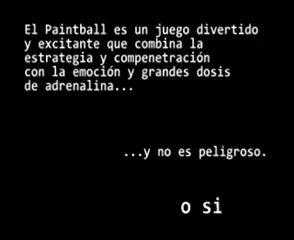 El Paintball es un juego divertido
y excitante que combina la
estrategia y compenetración
con la emoción y grandes dosis
de adrenalina...
...y no es peligroso.
o si